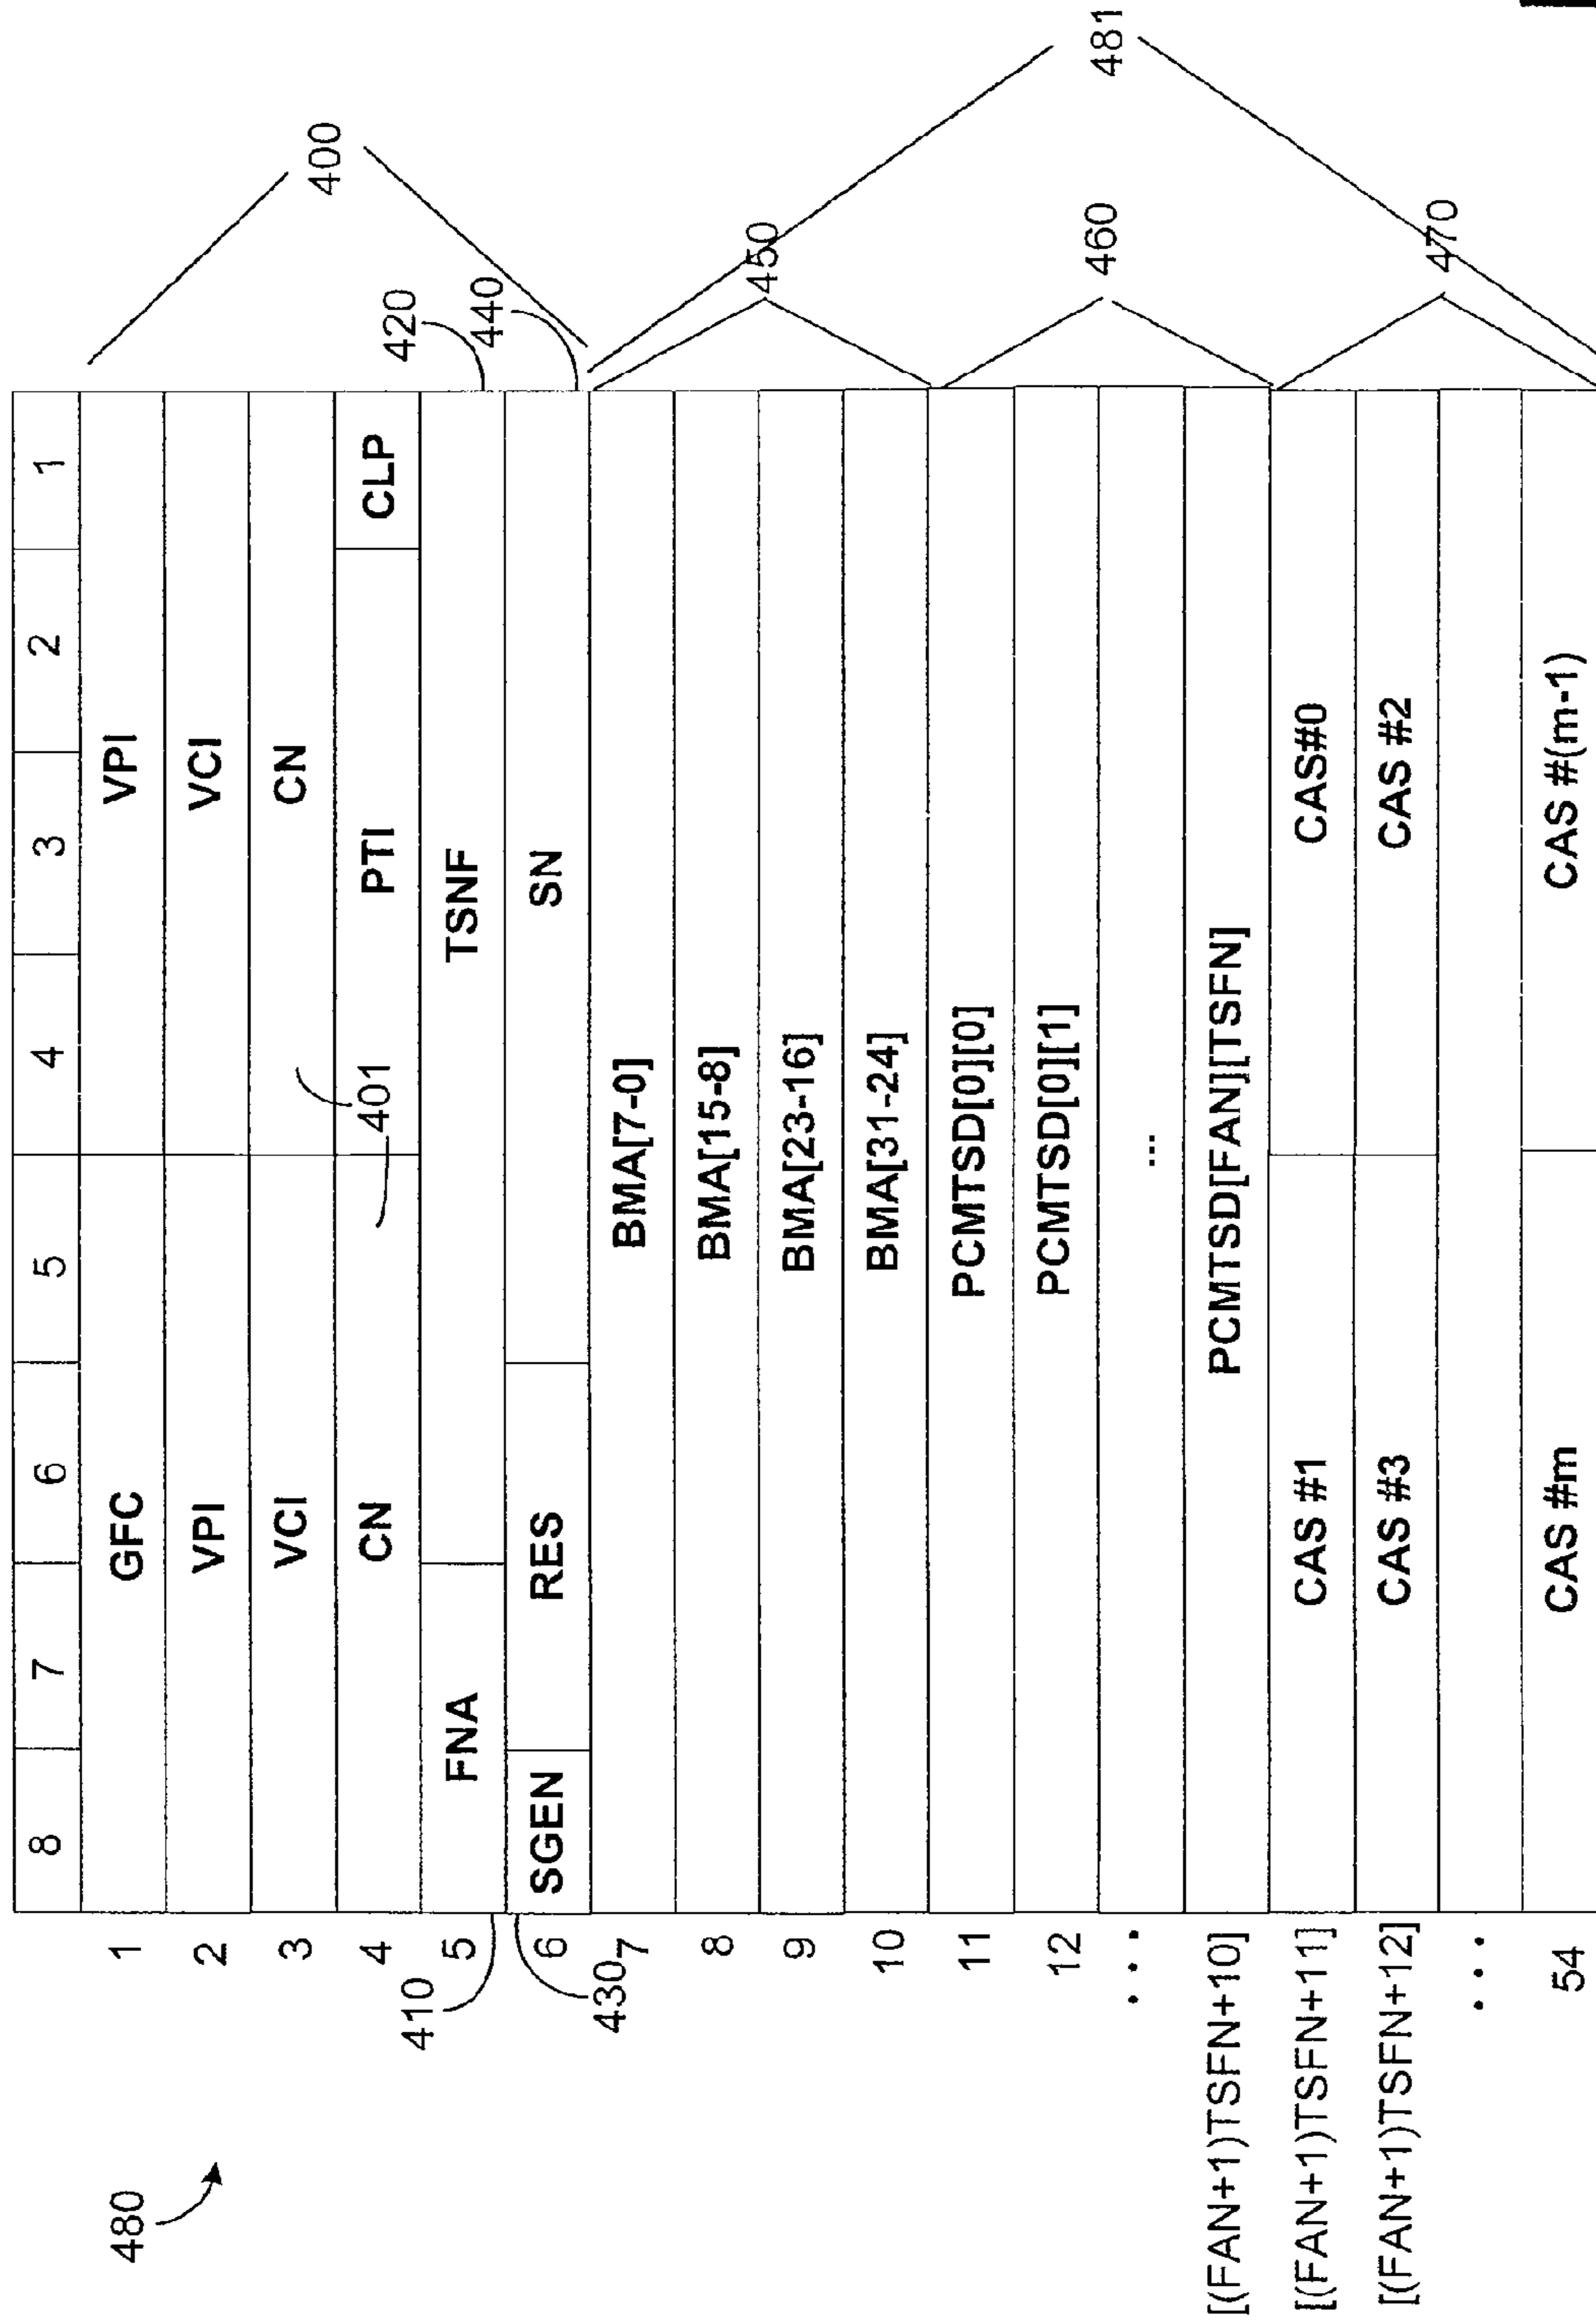 480
8 7 6 5 4 3 2 1
1 GFC VPI
2 VPI VCI
3 VCI CN
4 CN PTI CLP
5 FNA TSNF
6 SGEN RES SN
7 BMA[7-0]
8 BMA[15-8]
9 BMA[23-16]
10 BMA[31-24]
11 PCMTSD[0][0]
12 PCMTSD[0][1]
... ...
[(FAN+1)TSFN+10] PCMTSD[FAN][TSFN]
[(FAN+1)TSFN+11] CAS #1 CAS#0
[(FAN+1)TSFN+12] CAS #3 CAS #2
...
54 CAS #m CAS #(m-1)
400
401
410
420
430
440
450
460
470
481